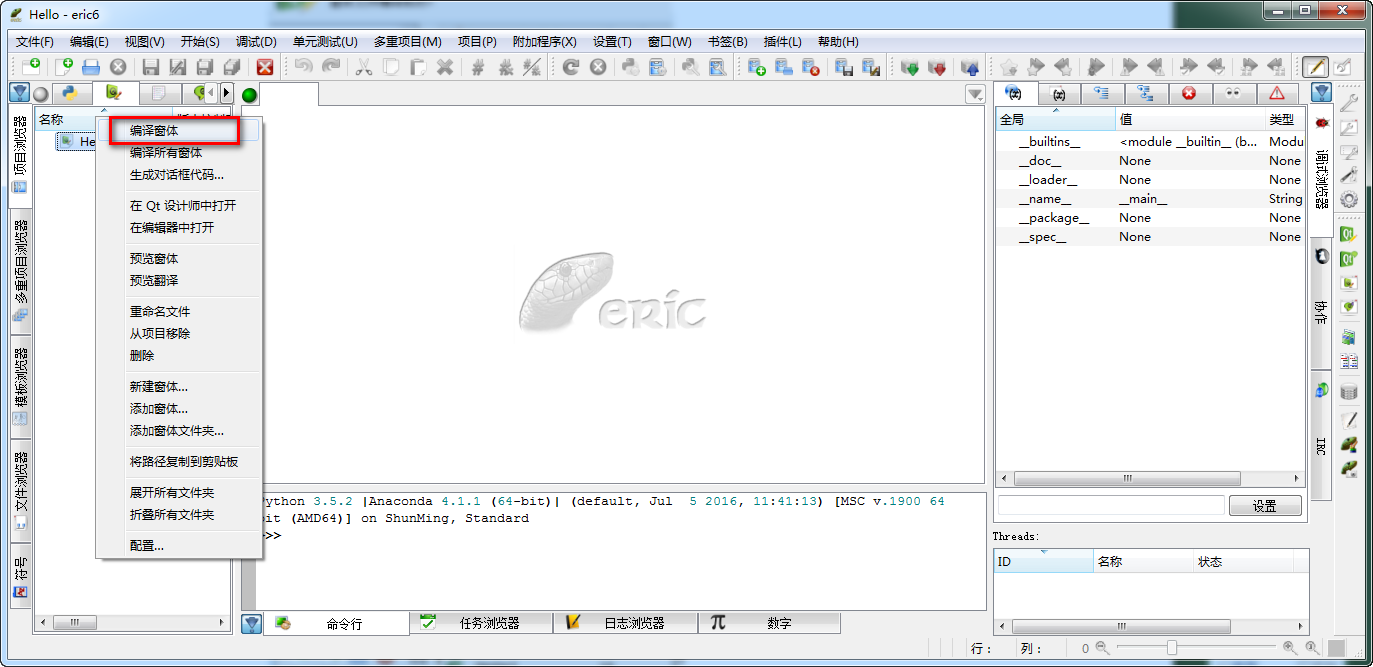 Hello - eric6
文件(F) 编辑(E) 视图(V) 开始(S) 调试(D) 单元测试(U) 多重项目(M) 项目(P) 附加程序(X) 设置(T) 窗口(W) 书签(B) 插件(L) 帮助(H)
项目浏览器
多重项目浏览器
模板浏览器
文件浏览器
符号
名称
He
编译窗体
编译所有窗体
生成对话框代码...
在 Qt 设计师中打开
在编辑器中打开
预览窗体
预览翻译
重命名文件
从项目移除
删除
新建窗体...
添加窗体...
添加窗体文件夹...
将路径复制到剪贴板
展开所有文件夹
折叠所有文件夹
配置...
eric
Python 3.5.2 |Anaconda 4.1.1 (64-bit)| (default, Jul  5 2016, 11:41:13) [MSC v.1900 64
bit (AMD64)] on ShunMing, Standard
>>>
命令行 任务浏览器 日志浏览器 数字
全局 值 类型
__builtins__ <module __builtin__ (b... Modu
__doc__ None None
__loader__ None None
__name__ __main__ String
__package__ None None
__spec__ None None
设置
Threads:
ID 名称 状态
调试浏览器
协作
IRC
行： 列： 0